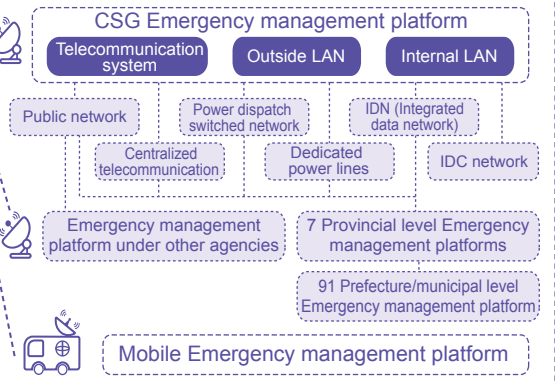 CSG Emergency management platform
Telecommunication
system
Outside LAN
Internal LAN
Public network
Power dispatch
switched network
IDN (Integrated
data network)
Centralized
telecommunication
Dedicated
power lines
IDC network
Emergency management
platform under other agencies
7 Provincial level Emergency
management platforms
91 Prefecture/municipal level
Emergency management platform
Mobile Emergency management platform